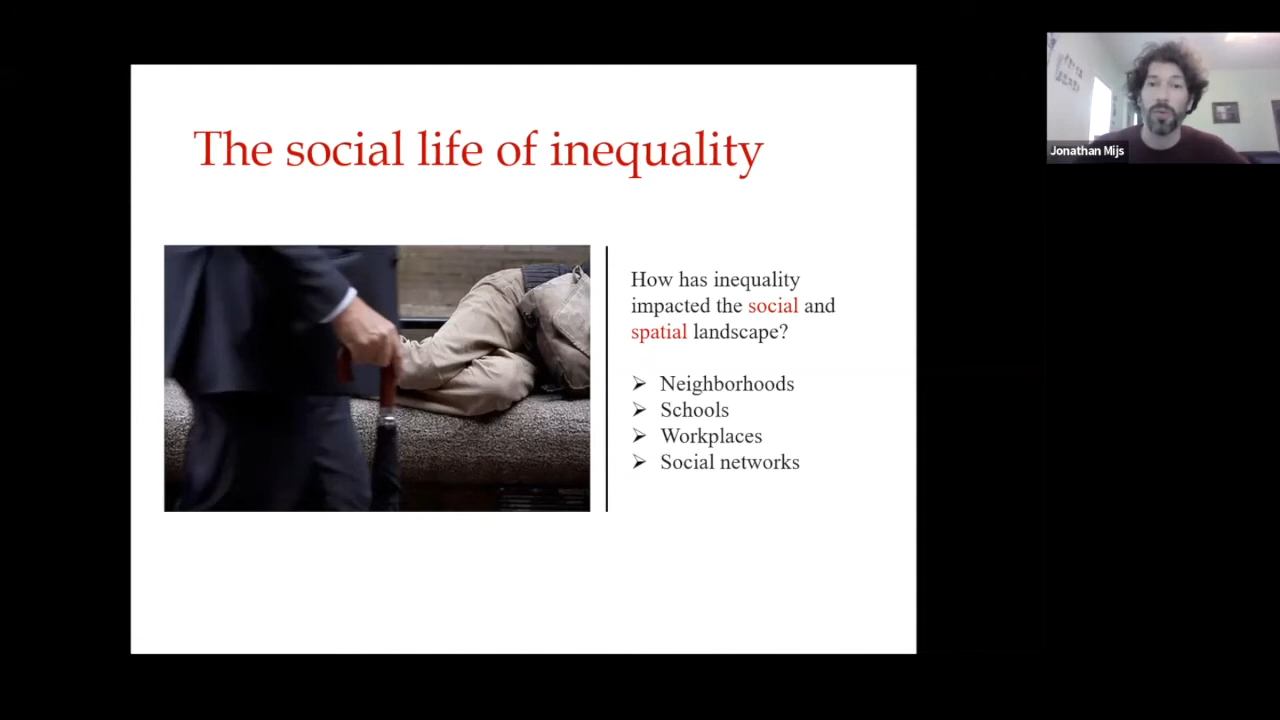 The social life of inequality
How has inequality
impacted the social and
spatial landscape?
➢ Neighborhoods
➢ Schools
➢ Workplaces
➢ Social networks
Jonathan Mijs